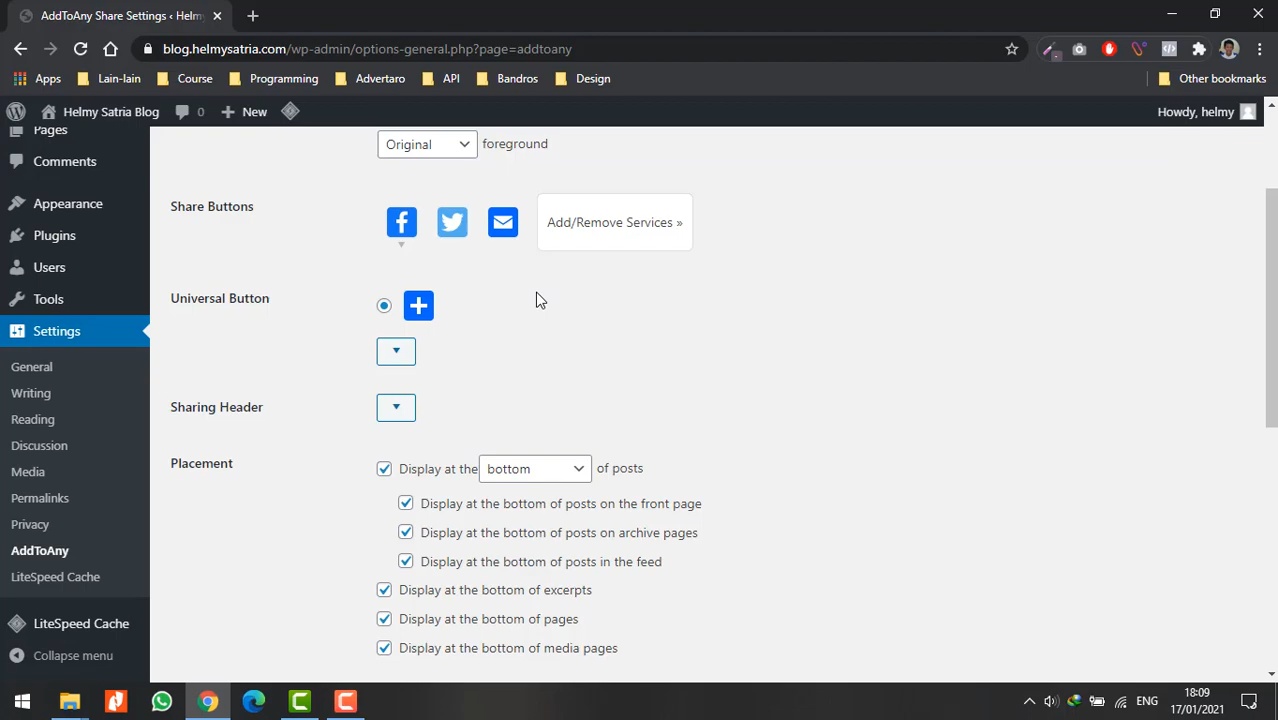 AddToAny Share Settings ‹ Helmy
blog.helmysatria.com/wp-admin/options-general.php?page=addtoany
Apps Lain-lain Course Programming Advertaro API Bandros Design Other bookmarks
Helmy Satria Blog 0 New Howdy, helmy
Pages
Comments
Appearance
Plugins
Users
Tools
Settings
General
Writing
Reading
Discussion
Media
Permalinks
Privacy
AddToAny
LiteSpeed Cache
LiteSpeed Cache
Collapse menu
Original foreground
Share Buttons
Add/Remove Services »
Universal Button
Sharing Header
Placement
Display at the bottom of posts
Display at the bottom of posts on the front page
Display at the bottom of posts on archive pages
Display at the bottom of posts in the feed
Display at the bottom of excerpts
Display at the bottom of pages
Display at the bottom of media pages
ENG
18:09
17/01/2021